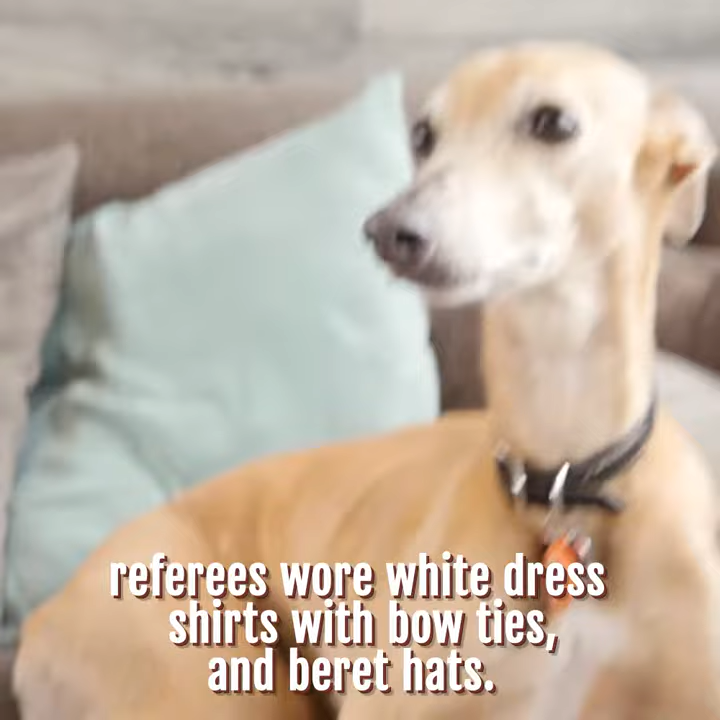 referees wore white dress
shirts with bow ties,
and beret hats.